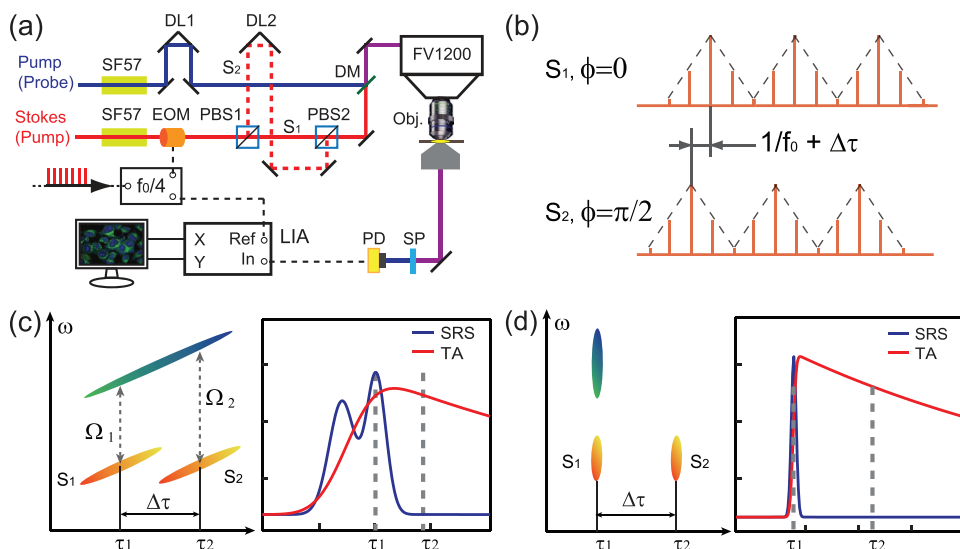 (a)
DL1
DL2
FV1200
Pump
(Probe)
SF57
S2
DM
Stokes
(Pump)
SF57
EOM
PBS1
S1
PBS2
Obj.
f0/4
X
Y
Ref
In
LIA
PD
SP
(b)
S1, ϕ=0
1/f0 + Δτ
S2, ϕ=π/2
(c)
ω
Ω1
Ω2
S1
S2
Δτ
τ1
τ2
SRS
TA
τ1
τ2
(d)
ω
S1
S2
Δτ
τ1
τ2
SRS
TA
τ1
τ2